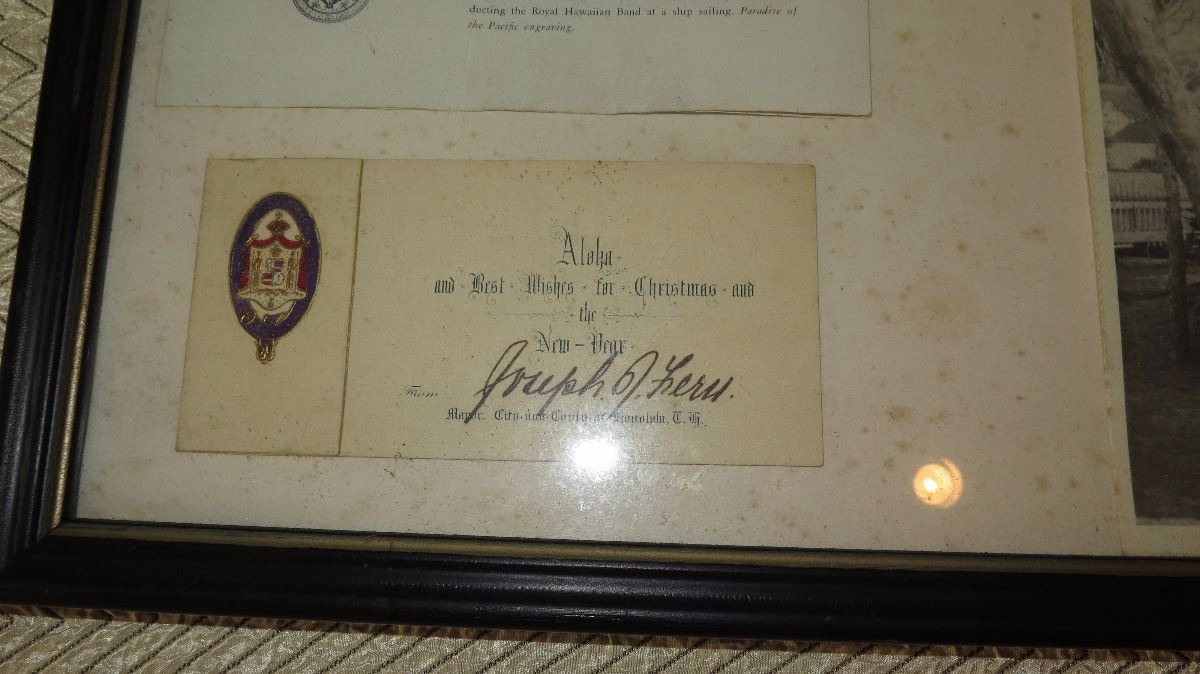 ducting the Royal Hawaiian Band at a ship sailing. Paradise of
the Pacific engraving.
Aloha
and Best Wishes for Christmas and
the
New-Year
From Joseph J. Fern.
Mayor, City and County of Honolulu, T. H.